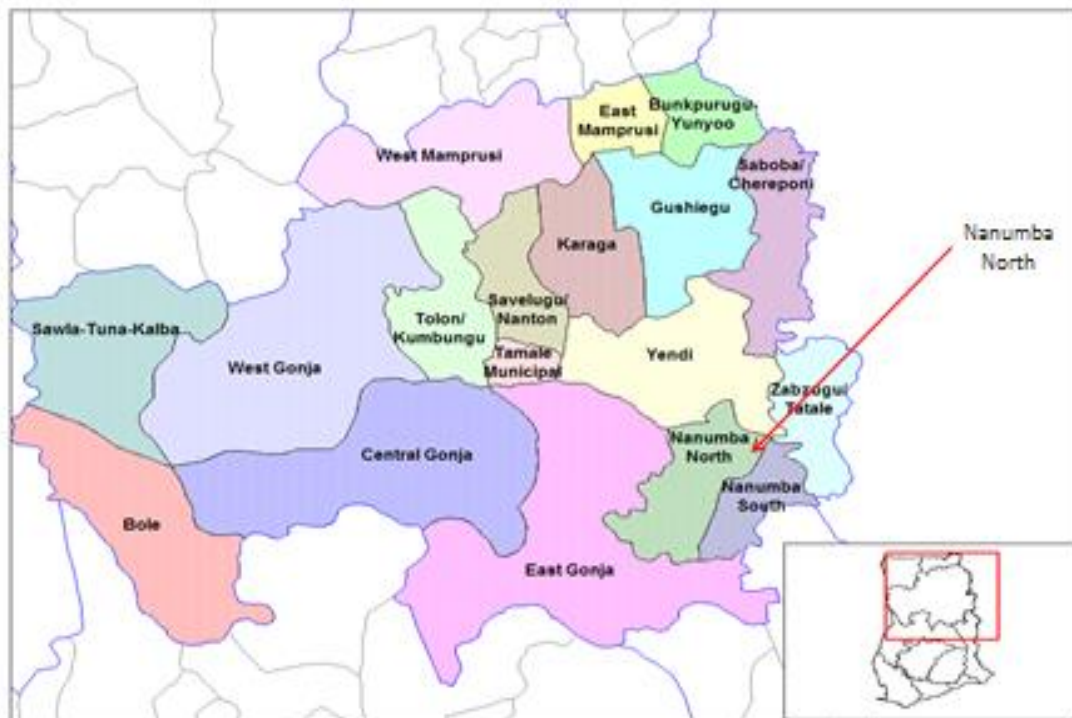 East
Mamprusi
Bunkpurugu-
Yunyoo
West Mamprusi
Saboba/
Chereponi
Gushiegu
Karaga
Nanumba
North
Sawla-Tuna-Kalba
Tolon/
Kumbungu
Savelugu/
Nanton
West Gonja
Tamale
Municipal
Yendi
Zabzogu/
Tatale
Nanumba
North
Central Gonja
Nanumba
South
Bole
East Gonja